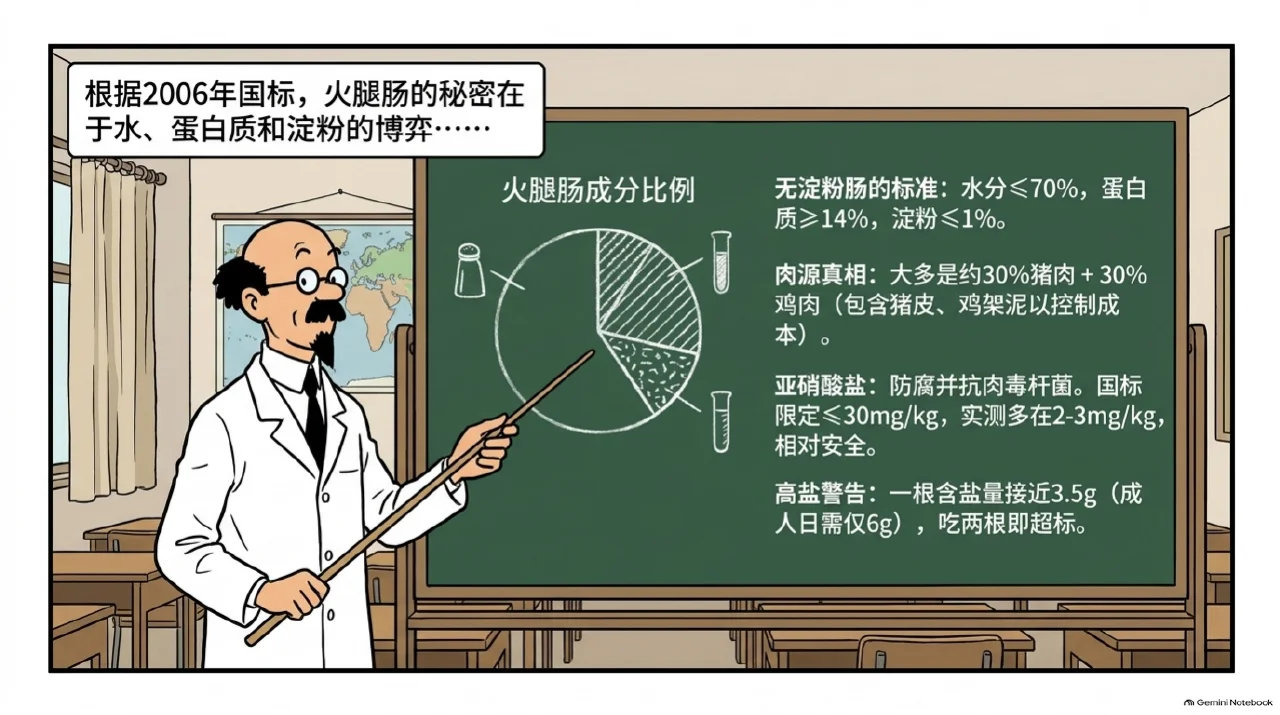 根据2006年国标，火腿肠的秘密在
于水、蛋白质和淀粉的博弈……
火腿肠成分比例
无淀粉肠的标准：水分≤70%，蛋白
质≥14%，淀粉≤1%。
肉源真相：大多是约30%猪肉 + 30%
鸡肉（包含猪皮、鸡架泥以控制成
本）。
亚硝酸盐：防腐并抗肉毒杆菌。国标
限定≤30mg/kg，实测多在2-3mg/kg，
相对安全。
高盐警告：一根含盐量接近3.5g（成
人日需仅6g），吃两根即超标。
Gemini Notebook